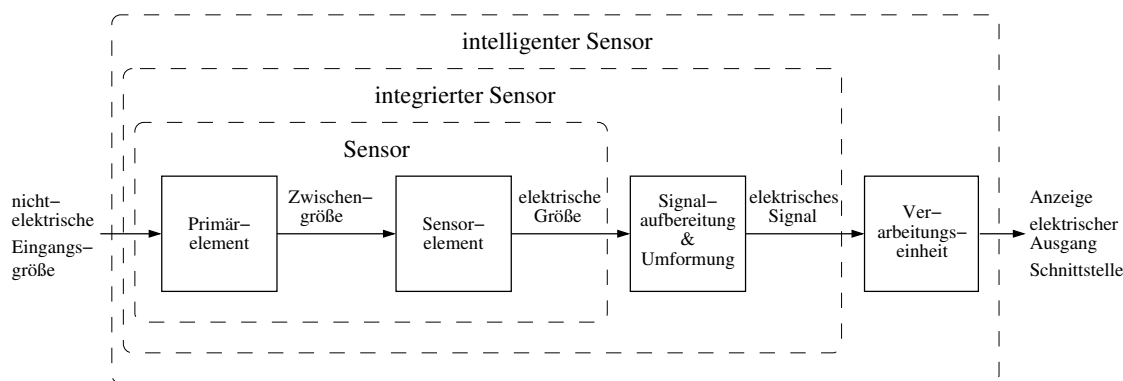 intelligenter Sensor
integrierter Sensor
Sensor
nicht-
elektrische
Eingangs-
größe
Primär-
element
Zwischen-
größe
Sensor-
element
elektrische
Größe
Signal-
aufbereitung
&
Umformung
elektrisches
Signal
Ver-
arbeitungs-
einheit
Anzeige
elektrischer
Ausgang
Schnittstelle